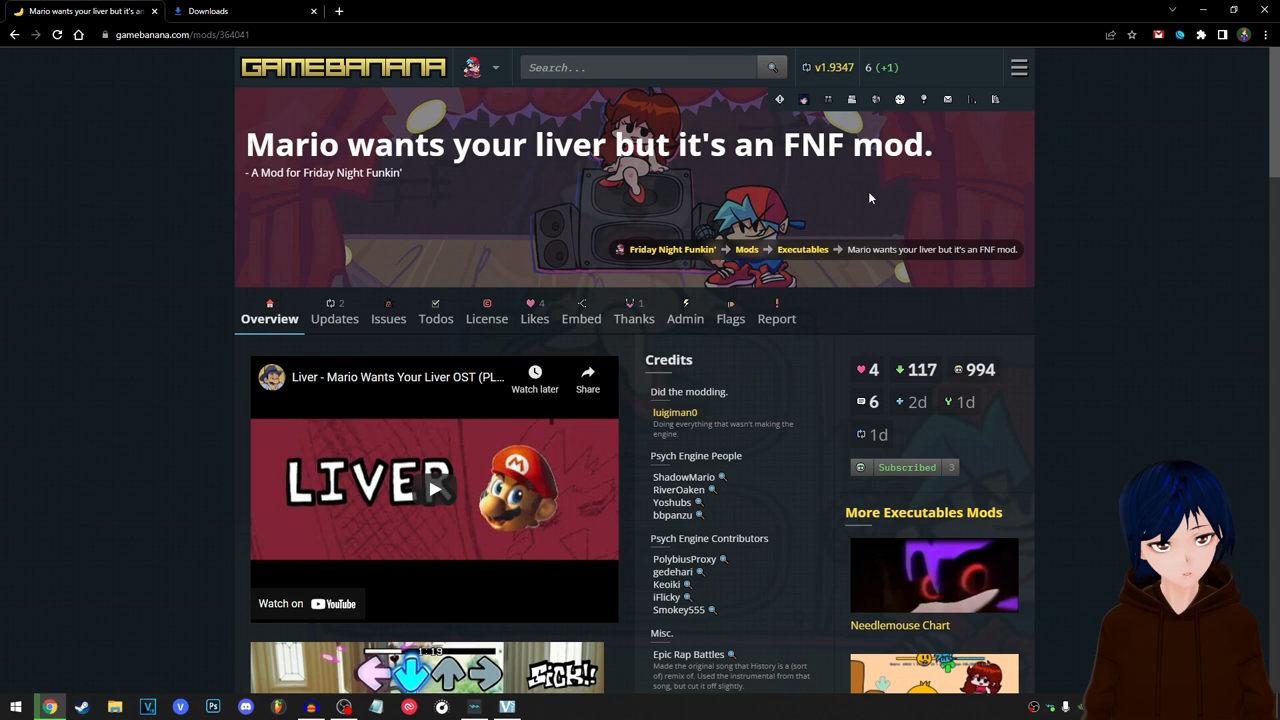 Mario wants your liver but it's an
Downloads
gamebanana.com/mods/364041
GAMEBANANA
Search...
v1.9347
6 (+1)
Mario wants your liver but it's an FNF mod.
- A Mod for Friday Night Funkin'
Friday Night Funkin' Mods Executables Mario wants your liver but it's an FNF mod.
2
4
1
Overview Updates Issues Todos License Likes Embed Thanks Admin Flags Report
Liver - Mario Wants Your Liver OST (PL...
Watch later
Share
LIVER
Watch on YouTube
1:19
SICK!!
Credits
Did the modding.
luigiman0
Doing everything that wasn't making the
engine.
Psych Engine People
ShadowMario
RiverOaken
Yoshubs
bbpanzu
Psych Engine Contributors
PolybiusProxy
gedehari
Keoiki
iFlicky
Smokey555
Misc.
Epic Rap Battles
Made the original song that History is a (sort
of) remix of. Used the instrumental from that
song, but cut it off slightly.
4 117 994
6 2d 1d
1d
Subscribed 3
More Executables Mods
Needlemouse Chart